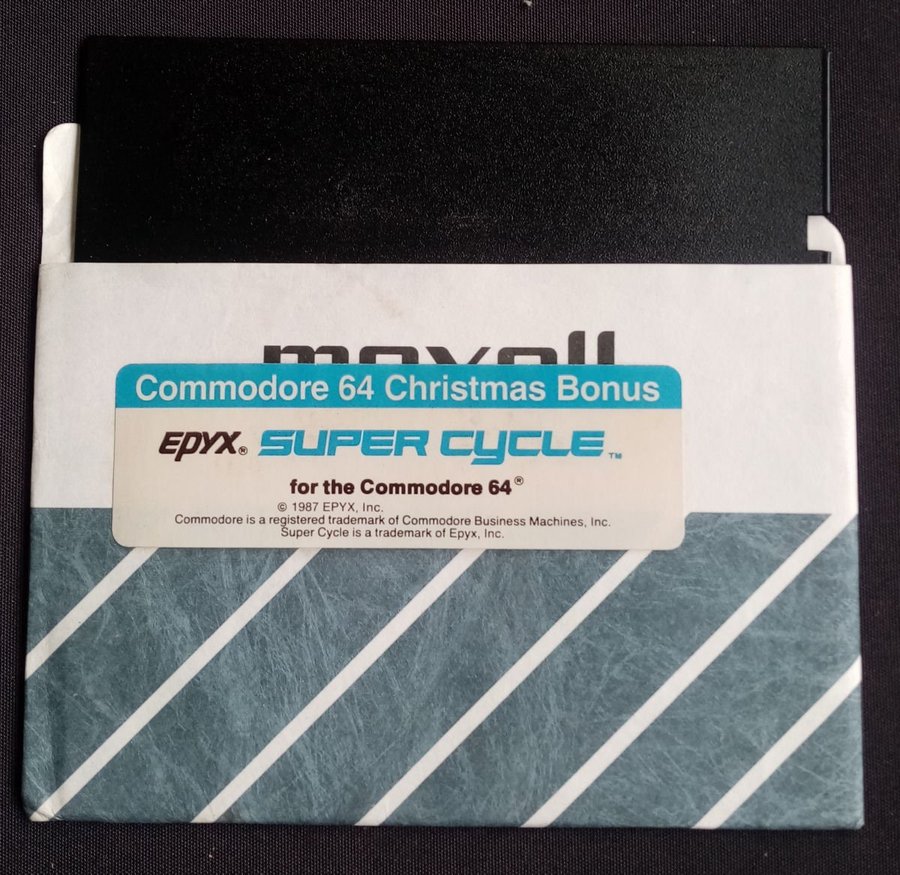 maxell
Commodore 64 Christmas Bonus
EPYX® SUPER CYCLE™
for the Commodore 64®
© 1987 EPYX, Inc.
Commodore is a registered trademark of Commodore Business Machines, Inc.
Super Cycle is a trademark of Epyx, Inc.